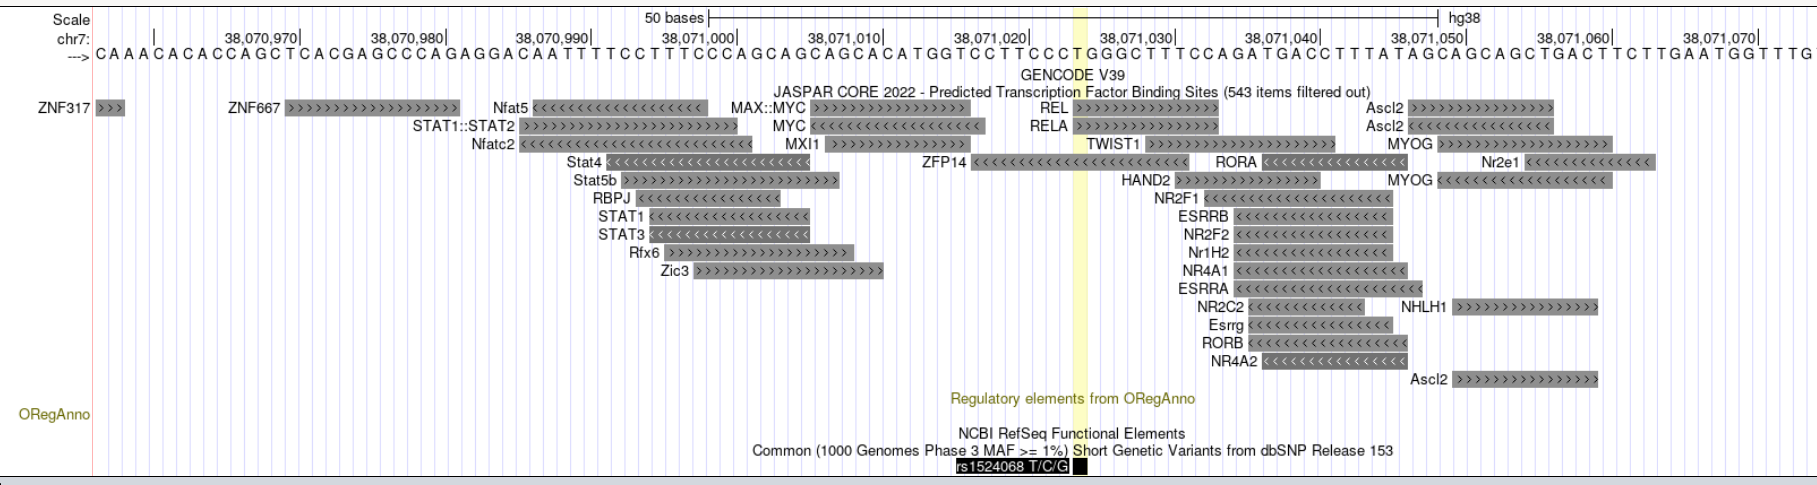 Scale 50 bases hg38
chr7: 38,070,970 38,070,980 38,070,990 38,071,000 38,071,010 38,071,020 38,071,030 38,071,040 38,071,050 38,071,060 38,071,070
---> C A A A C A C A C C A G C T C A C G A G C C C A G A G G A C A A T T T T C C T T T C C C A G C A G C A G C A C A T G G T C C T T C C C T G G G C T T C C A G A T G A C C T T T A T A G C A G C A G C T G A C T T C T T G A A T G G T T T G
GENCODE V39
JASPAR CORE 2022 - Predicted Transcription Factor Binding Sites (543 items filtered out)
ZNF317 ZNF667 Nfat5 MAX::MYC REL Ascl2
STAT1::STAT2 MYC RELA Ascl2
Nfatc2 MXI1 TWIST1 MYOG
Stat4 ZFP14 RORA Nr2e1
Stat5b HAND2 MYOG
RBPJ NR2F1
STAT1 ESRRB
STAT3 NR2F2
Rfx6 Nr1H2
Zic3 NR4A1
ESRRA
NR2C2 NHLH1
Esrrg
RORB
NR4A2
Ascl2
Regulatory elements from ORegAnno
ORegAnno
NCBI RefSeq Functional Elements
Common (1000 Genomes Phase 3 MAF >= 1%) Short Genetic Variants from dbSNP Release 153
rs1524068 T/C/G